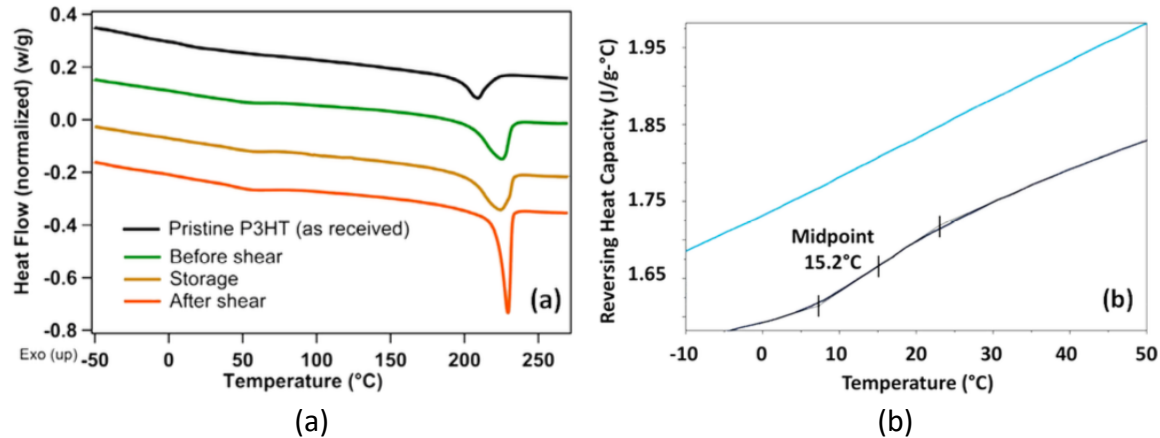 0.4
0.2
0.0
-0.2
-0.4
-0.6
-0.8
Heat Flow (normalized) (w/g)
Pristine P3HT (as received)
Before shear
Storage
After shear
(a)
Exo (up)
-50 0 50 100 150 200 250
Temperature (°C)
(a)
1.95
1.85
1.75
1.65
Reversing Heat Capacity (J/g-°C)
Midpoint
15.2°C
(b)
-10 0 10 20 30 40 50
Temperature (°C)
(b)